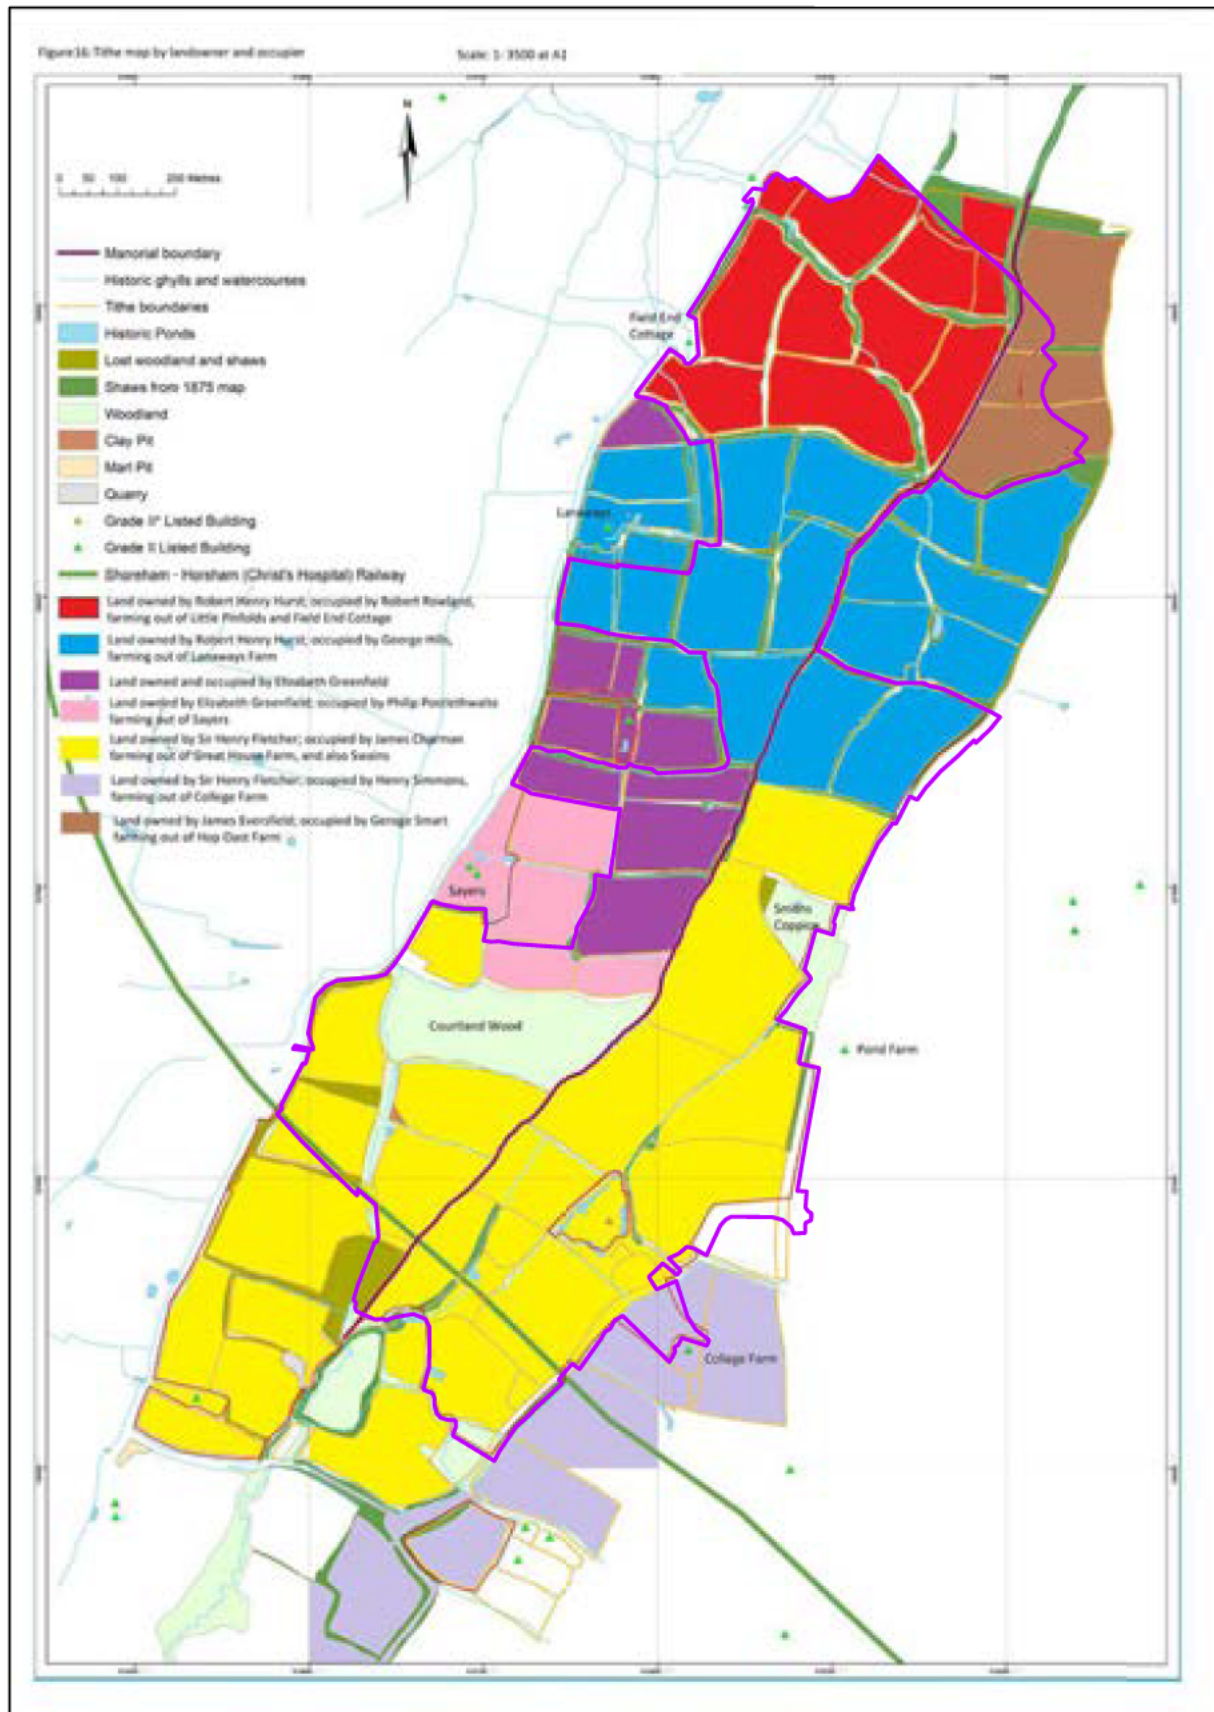 Figure16: Tithe map by landowner and occupier
Scale: 1- 3500 at A2
N
0 50 100 200 Metres
Manorial boundary
Historic ghylls and watercourses
Tithe boundaries
Historic Ponds
Lost woodland and shaws
Shaws from 1875 map
Woodland
Clay Pit
Marl Pit
Quarry
Grade II* Listed Building
Grade II Listed Building
Shoreham - Horsham (Christ's Hospital) Railway
Land owned by Robert Henry Hurst; occupied by Robert Rowland,
farming out of Little Pinfolds and Field End Cottage
Land owned by Robert Henry Hurst; occupied by George Hills,
farming out of Lanaways Farm
Land owned and occupied by Elizabeth Greenfield
Land owned by Elizabeth Greenfield; occupied by Philip Postlethwaite
farming out of Sayers
Land owned by Sir Henry Fletcher; occupied by James Charman
farming out of Great House Farm, and also Swains
Land owned by Sir Henry Fletcher; occupied by Henry Simmons,
farming out of College Farm
Land owned by James Eversfield; occupied by Geroge Smart
farming out of Hop Oast Farm
Field End
Cottage
Lanaways
Sayers
Smiths
Coppice
Courtland Wood
Pond Farm
College Farm